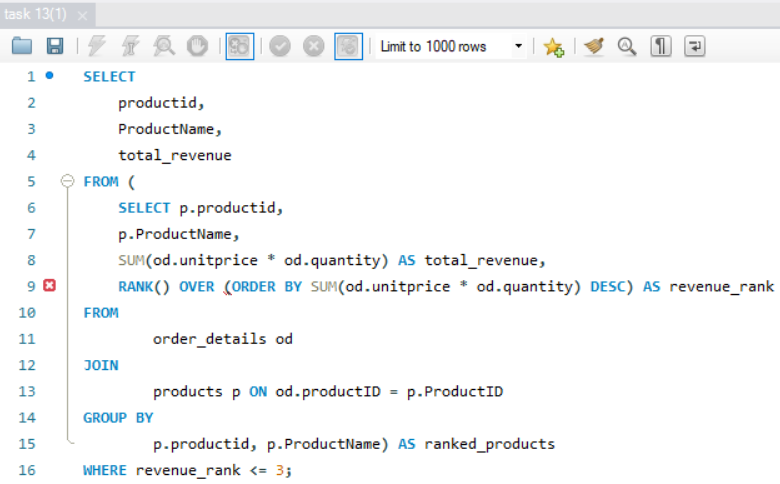 task 13(1)
Limit to 1000 rows
1 SELECT
2 productid,
3 ProductName,
4 total_revenue
5 FROM (
6 SELECT p.productid,
7 p.ProductName,
8 SUM(od.unitprice * od.quantity) AS total_revenue,
9 RANK() OVER (ORDER BY SUM(od.unitprice * od.quantity) DESC) AS revenue_rank
10 FROM
11 order_details od
12 JOIN
13 products p ON od.productID = p.ProductID
14 GROUP BY
15 p.productid, p.ProductName) AS ranked_products
16 WHERE revenue_rank <= 3;